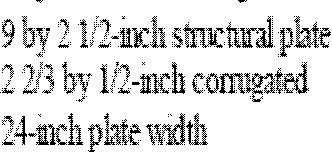 9 by 2 1/2-inch structural plate
2 2/3 by 1/2-inch corrugated
24-inch plate width